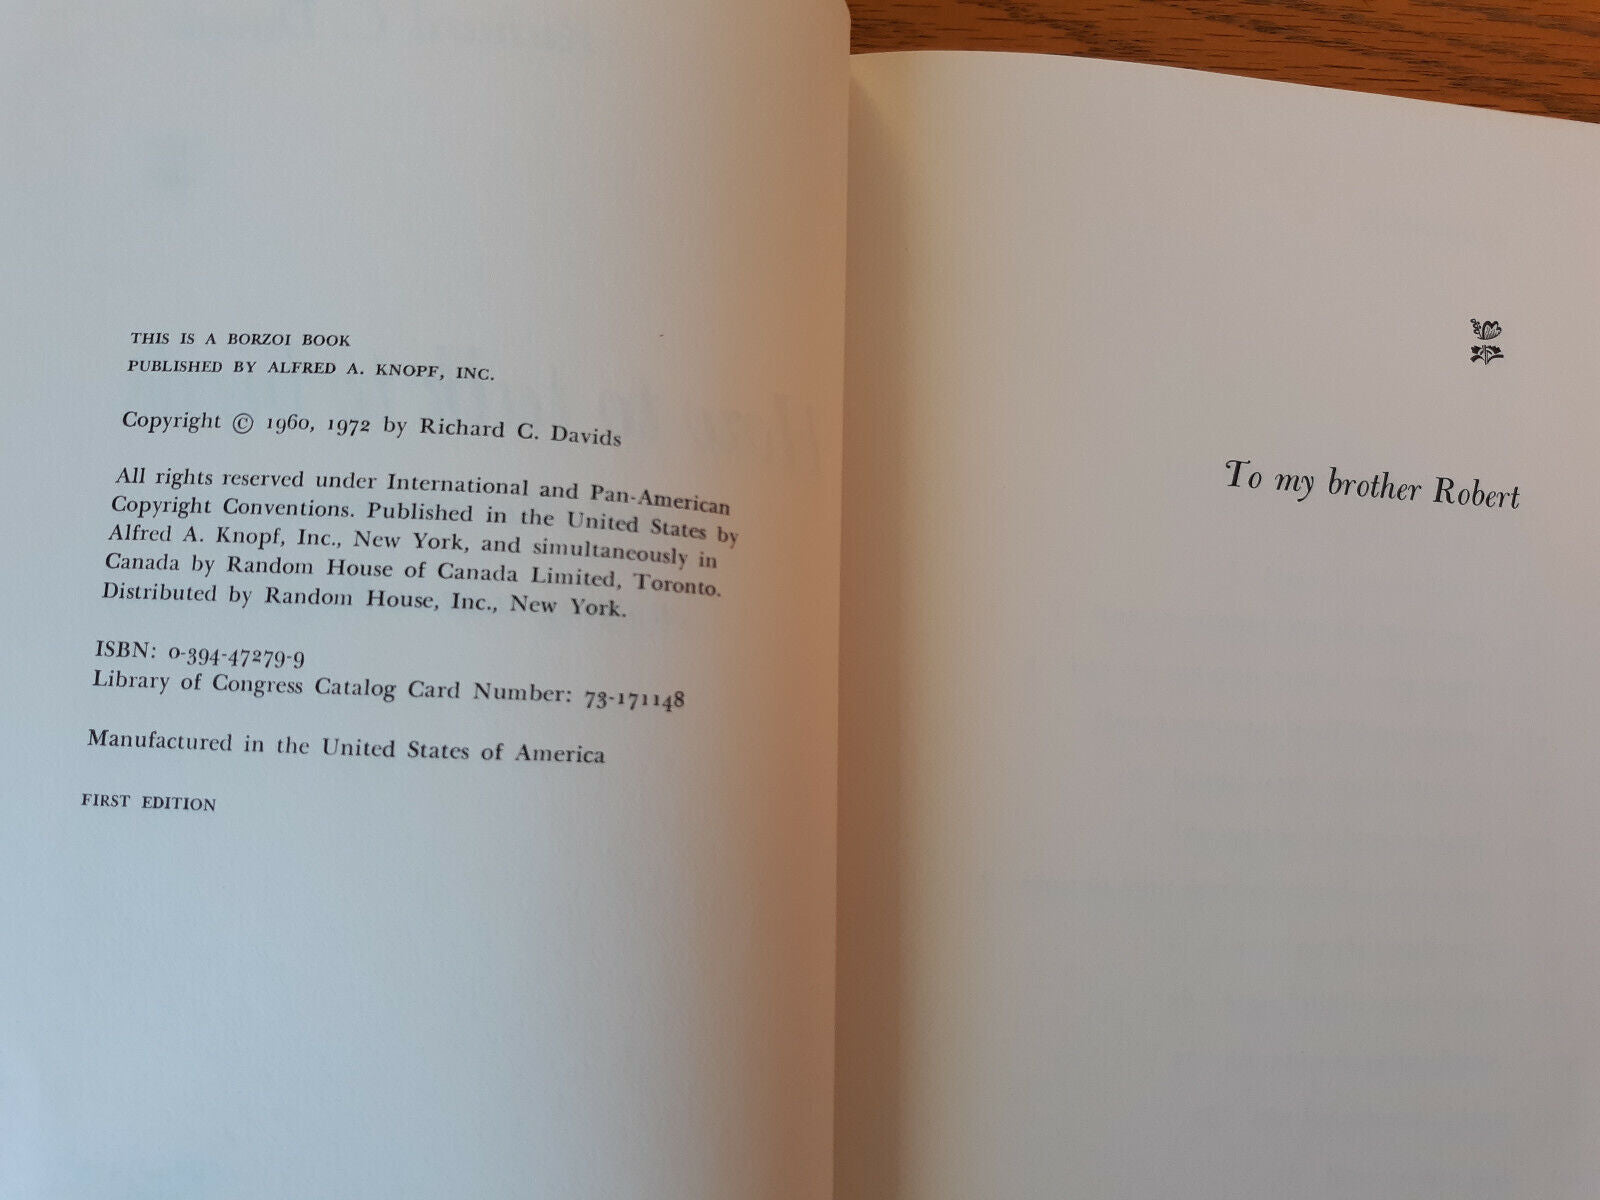 THIS IS A BORZOI BOOK
PUBLISHED BY ALFRED A. KNOPF, INC.
Copyright © 1960, 1972 by Richard C. Davids
All rights reserved under International and Pan-American
Copyright Conventions. Published in the United States by
Alfred A. Knopf, Inc., New York, and simultaneously in
Canada by Random House of Canada Limited, Toronto.
Distributed by Random House, Inc., New York.
ISBN: 0-394-47279-9
Library of Congress Catalog Card Number: 73-171148
Manufactured in the United States of America
FIRST EDITION
To my brother Robert